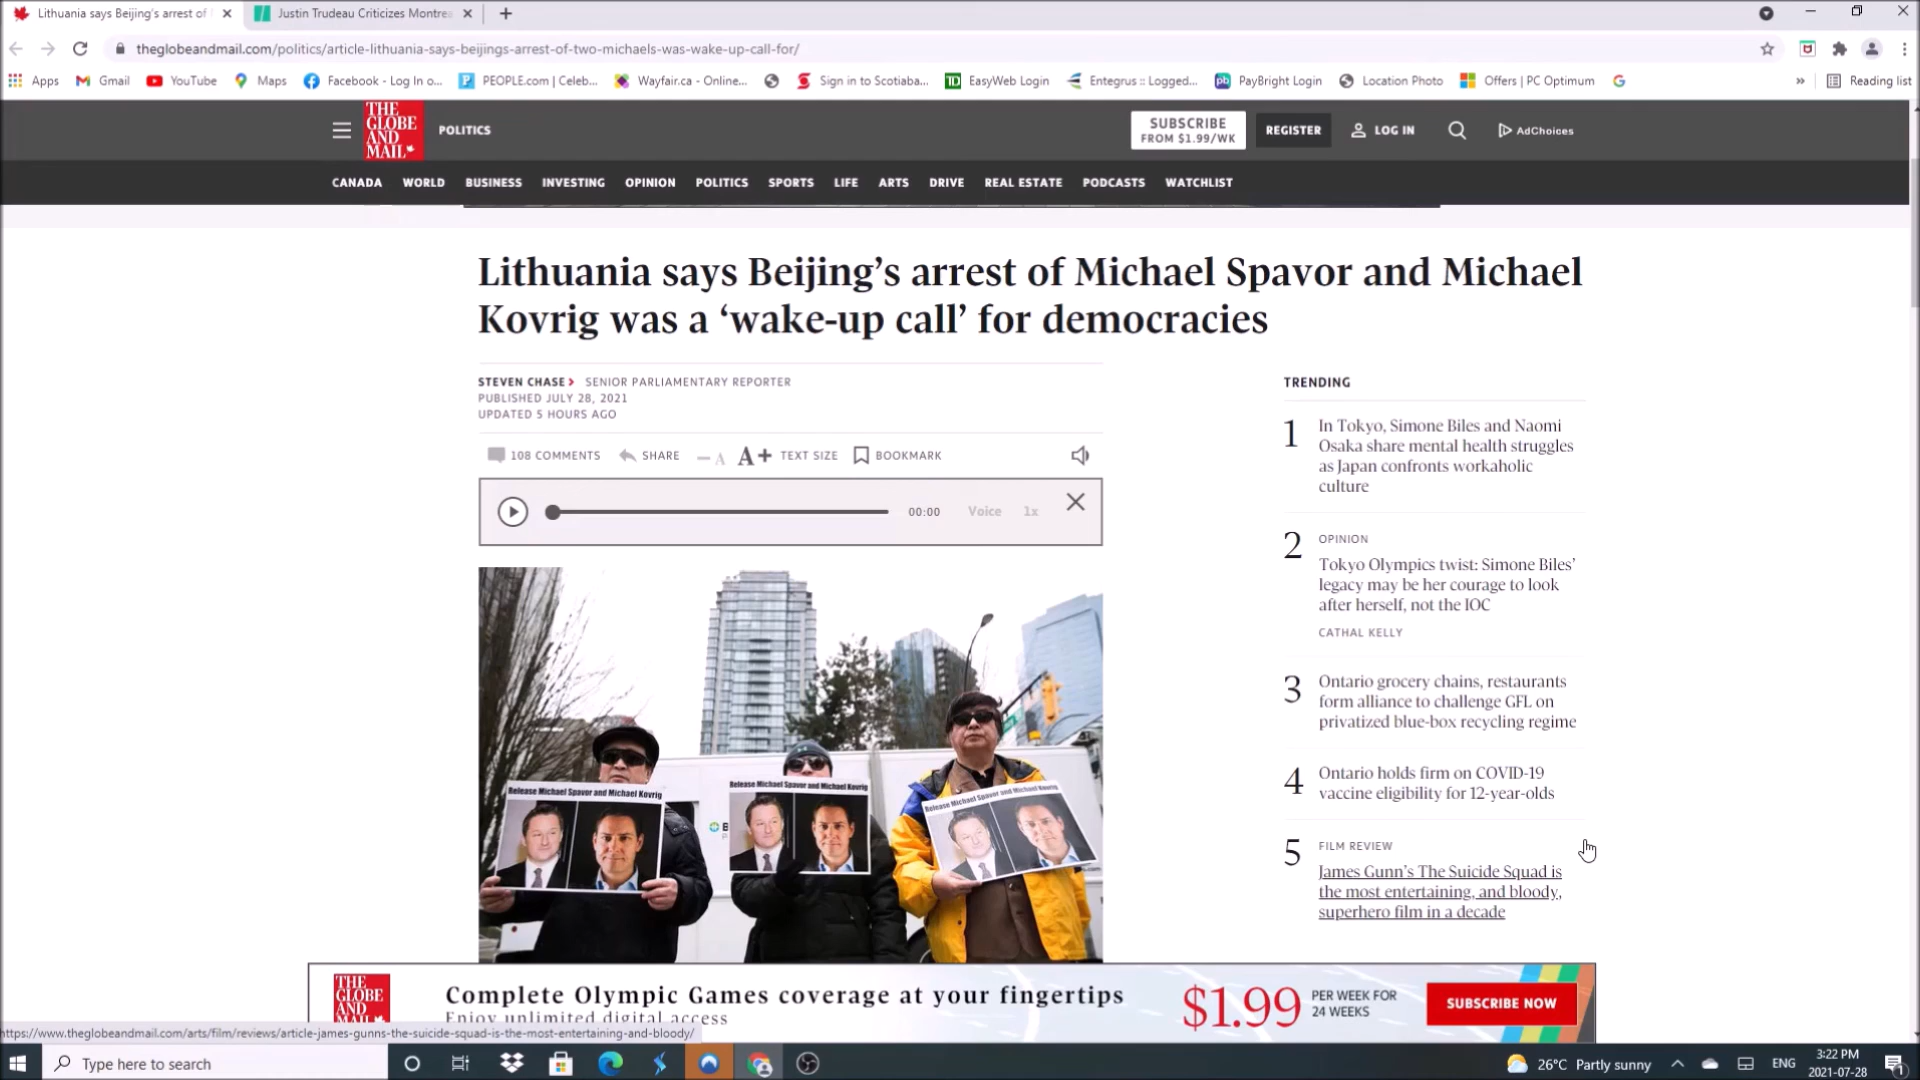 Lithuania says Beijing's arrest of
Justin Trudeau Criticizes Montrea
theglobeandmail.com/politics/article-lithuania-says-beijings-arrest-of-two-michaels-was-wake-up-call-for/
Apps Gmail YouTube Maps Facebook - Log In o... PEOPLE.com | Celeb... Wayfair.ca - Online... Sign in to Scotiaba... EasyWeb Login Entegrus :: Logged... PayBright Login Location Photo Offers | PC Optimum » Reading list
THE
GLOBE
AND
MAIL
POLITICS
SUBSCRIBE
FROM $1.99/WK
REGISTER
LOG IN
AdChoices
CANADA WORLD BUSINESS INVESTING OPINION POLITICS SPORTS LIFE ARTS DRIVE REAL ESTATE PODCASTS WATCHLIST
Lithuania says Beijing's arrest of Michael Spavor and Michael
Kovrig was a ‘wake-up call’ for democracies
STEVEN CHASE SENIOR PARLIAMENTARY REPORTER
PUBLISHED JULY 28, 2021
UPDATED 5 HOURS AGO
108 COMMENTS SHARE – A A+ TEXT SIZE BOOKMARK
00:00 Voice 1x
Release Michael Spavor and Michael Kovrig
Release Michael Spavor and Michael Kovrig
Release Michael Spavor and Michael Kovrig
TRENDING
1
In Tokyo, Simone Biles and Naomi
Osaka share mental health struggles
as Japan confronts workaholic
culture
2
OPINION
Tokyo Olympics twist: Simone Biles’
legacy may be her courage to look
after herself, not the IOC
CATHAL KELLY
3
Ontario grocery chains, restaurants
form alliance to challenge GFL on
privatized blue-box recycling regime
4
Ontario holds firm on COVID-19
vaccine eligibility for 12-year-olds
5
FILM REVIEW
James Gunn's The Suicide Squad is
the most entertaining, and bloody,
superhero film in a decade
THE
GLOBE
AND
MAIL
Complete Olympic Games coverage at your fingertips
Enjoy unlimited digital access
$1.99
PER WEEK FOR
24 WEEKS
SUBSCRIBE NOW
https://www.theglobeandmail.com/arts/film/reviews/article-james-gunns-the-suicide-squad-is-the-most-entertaining-and-bloody/
Type here to search
26°C Partly sunny
ENG
3:22 PM
2021-07-28
1